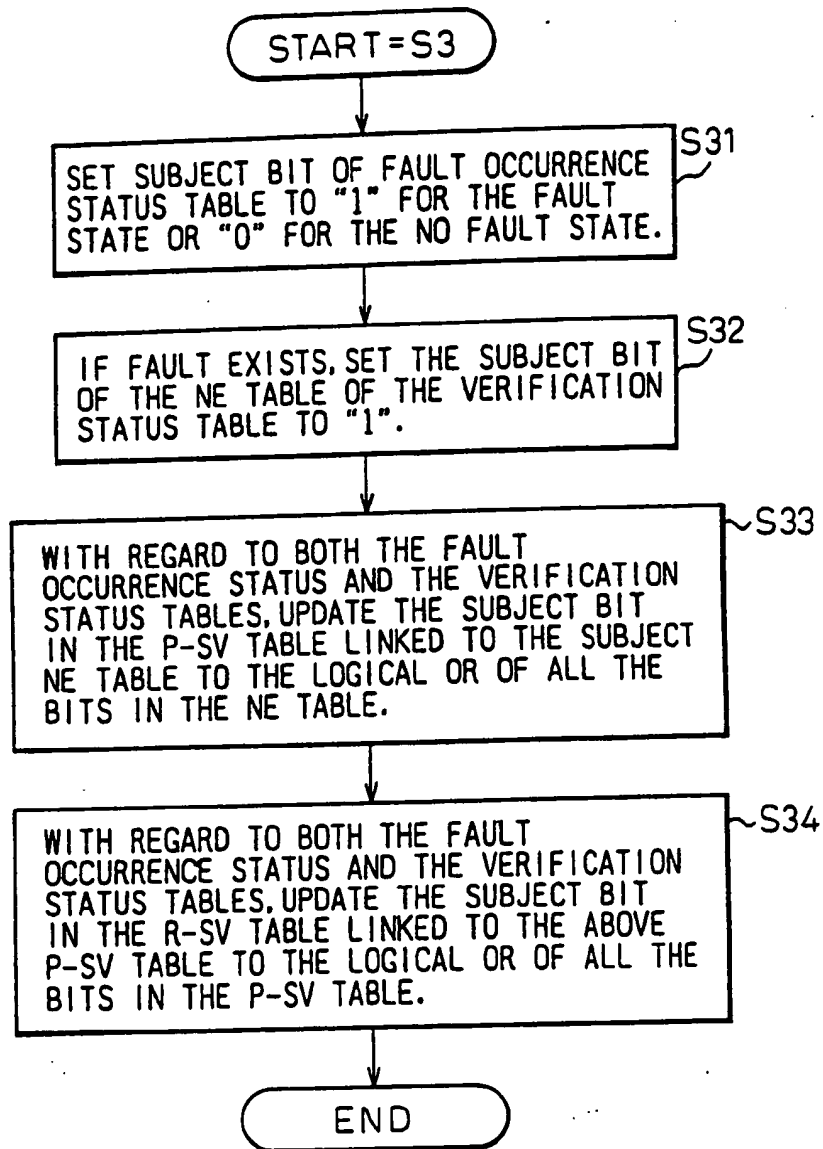 START=S3
S31
SET SUBJECT BIT OF FAULT OCCURRENCE
STATUS TABLE TO "1" FOR THE FAULT
STATE OR "0" FOR THE NO FAULT STATE.
S32
IF FAULT EXISTS, SET THE SUBJECT BIT
OF THE NE TABLE OF THE VERIFICATION
STATUS TABLE TO "1".
S33
WITH REGARD TO BOTH THE FAULT
OCCURRENCE STATUS AND THE VERIFICATION
STATUS TABLES, UPDATE THE SUBJECT BIT
IN THE P-SV TABLE LINKED TO THE SUBJECT
NE TABLE TO THE LOGICAL OR OF ALL THE
BITS IN THE NE TABLE.
S34
WITH REGARD TO BOTH THE FAULT
OCCURRENCE STATUS AND THE VERIFICATION
STATUS TABLES, UPDATE THE SUBJECT BIT
IN THE R-SV TABLE LINKED TO THE ABOVE
P-SV TABLE TO THE LOGICAL OR OF ALL THE
BITS IN THE P-SV TABLE.
END